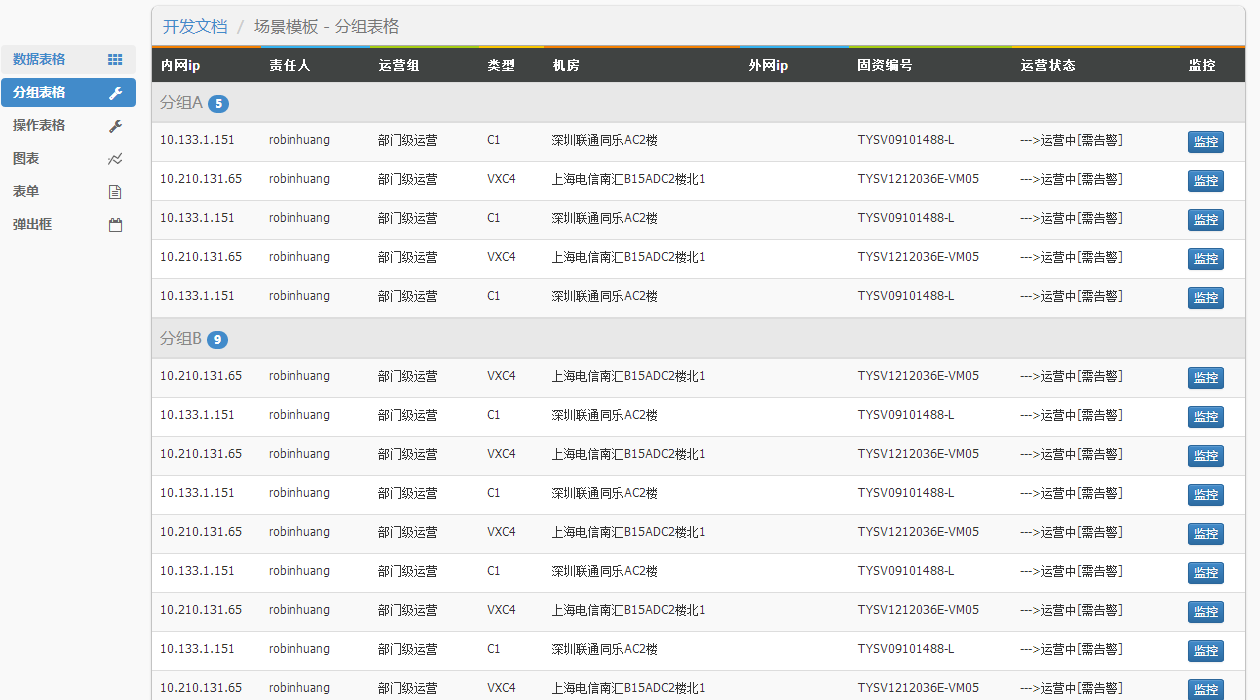 开发文档 / 场景模板 - 分组表格
数据表格
分组表格
操作表格
图表
表单
弹出框
内网ip 责任人 运营组 类型 机房 外网ip 固资编号 运营状态 监控
分组A 5
10.133.1.151 robinhuang 部门级运营 C1 深圳联通同乐AC2楼 TYSV09101488-L --->运营中[需告警] 监控
10.210.131.65 robinhuang 部门级运营 VXC4 上海电信南汇B15ADC2楼北1 TYSV1212036E-VM05 --->运营中[需告警] 监控
10.133.1.151 robinhuang 部门级运营 C1 深圳联通同乐AC2楼 TYSV09101488-L --->运营中[需告警] 监控
10.210.131.65 robinhuang 部门级运营 VXC4 上海电信南汇B15ADC2楼北1 TYSV1212036E-VM05 --->运营中[需告警] 监控
10.133.1.151 robinhuang 部门级运营 C1 深圳联通同乐AC2楼 TYSV09101488-L --->运营中[需告警] 监控
分组B 9
10.210.131.65 robinhuang 部门级运营 VXC4 上海电信南汇B15ADC2楼北1 TYSV1212036E-VM05 --->运营中[需告警] 监控
10.133.1.151 robinhuang 部门级运营 C1 深圳联通同乐AC2楼 TYSV09101488-L --->运营中[需告警] 监控
10.210.131.65 robinhuang 部门级运营 VXC4 上海电信南汇B15ADC2楼北1 TYSV1212036E-VM05 --->运营中[需告警] 监控
10.133.1.151 robinhuang 部门级运营 C1 深圳联通同乐AC2楼 TYSV09101488-L --->运营中[需告警] 监控
10.210.131.65 robinhuang 部门级运营 VXC4 上海电信南汇B15ADC2楼北1 TYSV1212036E-VM05 --->运营中[需告警] 监控
10.133.1.151 robinhuang 部门级运营 C1 深圳联通同乐AC2楼 TYSV09101488-L --->运营中[需告警] 监控
10.210.131.65 robinhuang 部门级运营 VXC4 上海电信南汇B15ADC2楼北1 TYSV1212036E-VM05 --->运营中[需告警] 监控
10.133.1.151 robinhuang 部门级运营 C1 深圳联通同乐AC2楼 TYSV09101488-L --->运营中[需告警] 监控
10.210.131.65 robinhuang 部门级运营 VXC4 上海电信南汇B15ADC2楼北1 TYSV1212036E-VM05 --->运营中[需告警] 监控